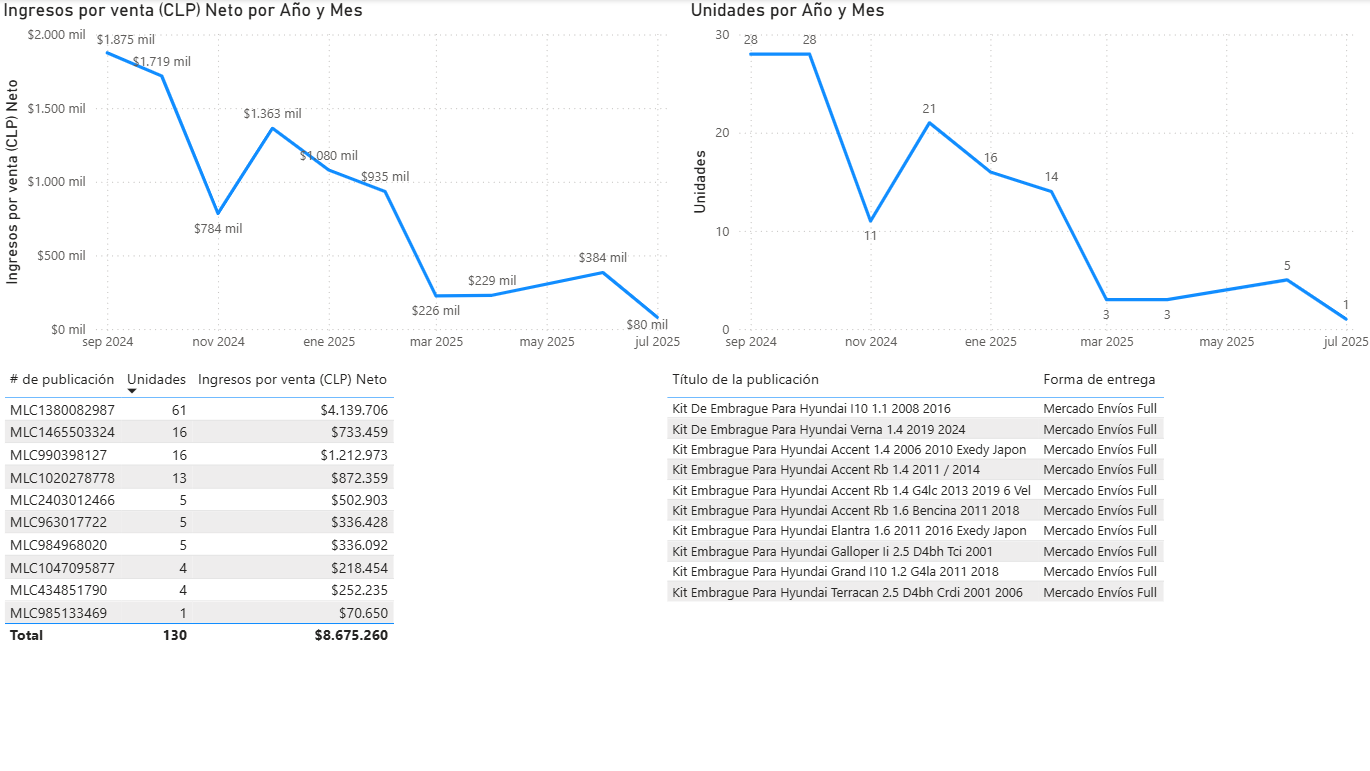 Ingresos por venta (CLP) Neto por Año y Mes
Ingresos por venta (CLP) Neto
$2.000 mil
$1.500 mil
$1.000 mil
$500 mil
$0 mil
$1.875 mil
$1.719 mil
$784 mil
$1.363 mil
$1.080 mil
$935 mil
$226 mil
$229 mil
$384 mil
$80 mil
sep 2024 nov 2024 ene 2025 mar 2025 may 2025 jul 2025
Unidades por Año y Mes
Unidades
30
20
10
0
28
28
11
21
16
14
3
3
5
1
sep 2024 nov 2024 ene 2025 mar 2025 may 2025 jul 2025
# de publicación Unidades Ingresos por venta (CLP) Neto
MLC1380082987 61 $4.139.706
MLC1465503324 16 $733.459
MLC990398127 16 $1.212.973
MLC1020278778 13 $872.359
MLC2403012466 5 $502.903
MLC963017722 5 $336.428
MLC984968020 5 $336.092
MLC1047095877 4 $218.454
MLC434851790 4 $252.235
MLC985133469 1 $70.650
Total 130 $8.675.260
Título de la publicación Forma de entrega
Kit De Embrague Para Hyundai I10 1.1 2008 2016 Mercado Envíos Full
Kit De Embrague Para Hyundai Verna 1.4 2019 2024 Mercado Envíos Full
Kit Embrague Para Hyundai Accent 1.4 2006 2010 Exedy Japon Mercado Envíos Full
Kit Embrague Para Hyundai Accent Rb 1.4 2011 / 2014 Mercado Envíos Full
Kit Embrague Para Hyundai Accent Rb 1.4 G4lc 2013 2019 6 Vel Mercado Envíos Full
Kit Embrague Para Hyundai Accent Rb 1.6 Bencina 2011 2018 Mercado Envíos Full
Kit Embrague Para Hyundai Elantra 1.6 2011 2016 Exedy Japon Mercado Envíos Full
Kit Embrague Para Hyundai Galloper Ii 2.5 D4bh Tci 2001 Mercado Envíos Full
Kit Embrague Para Hyundai Grand I10 1.2 G4la 2011 2018 Mercado Envíos Full
Kit Embrague Para Hyundai Terracan 2.5 D4bh Crdi 2001 2006 Mercado Envíos Full